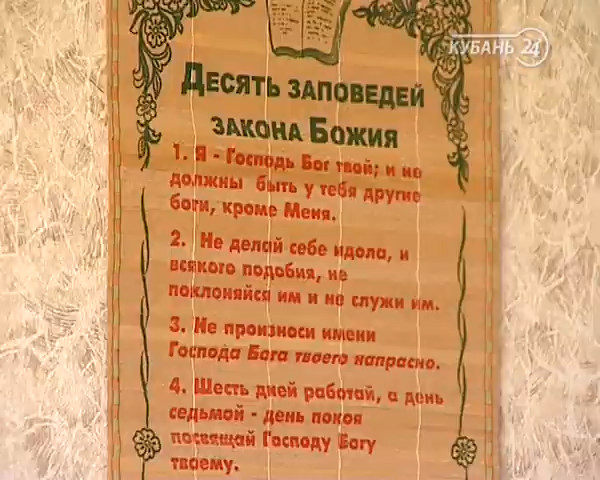 КУБАНЬ 24
ДЕСЯТЬ ЗАПОВЕДЕЙ
ЗАКОНА БОЖИЯ
1. Я - Господь Бог твой; и не
должны быть у тебя другие
боги, кроме Меня.
2. Не делай себе идола, и
всякого подобия, не
поклоняйся им и не служи им.
3. Не произноси имени
Господа Бога твоего напрасно.
4. Шесть дней работай, а день
седьмой - день покоя
посвящай Господу Богу
твоему.